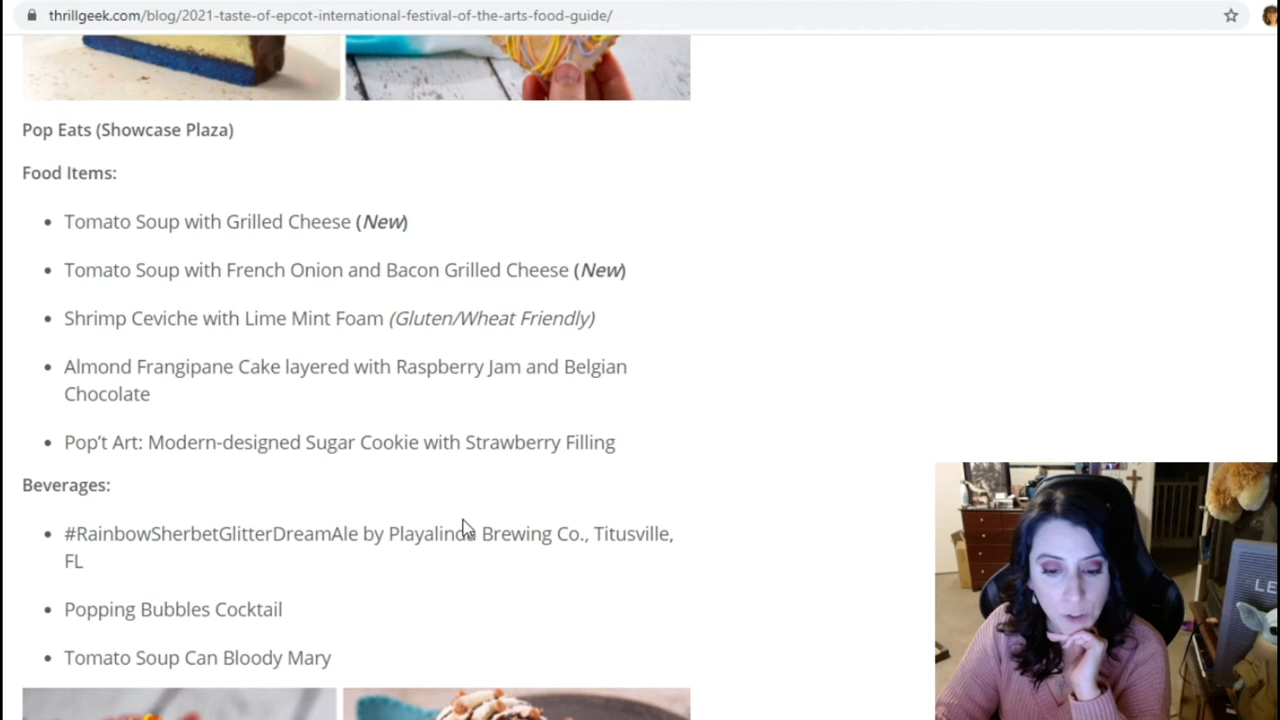 thrillgeek.com/blog/2021-taste-of-epcot-international-festival-of-the-arts-food-guide/
Pop Eats (Showcase Plaza)
Food Items:
• Tomato Soup with Grilled Cheese (New)
• Tomato Soup with French Onion and Bacon Grilled Cheese (New)
• Shrimp Ceviche with Lime Mint Foam (Gluten/Wheat Friendly)
• Almond Frangipane Cake layered with Raspberry Jam and Belgian
Chocolate
• Pop’t Art: Modern-designed Sugar Cookie with Strawberry Filling
Beverages:
• #RainbowSherbetGlitterDreamAle by Playalinda Brewing Co., Titusville,
FL
• Popping Bubbles Cocktail
• Tomato Soup Can Bloody Mary
LE